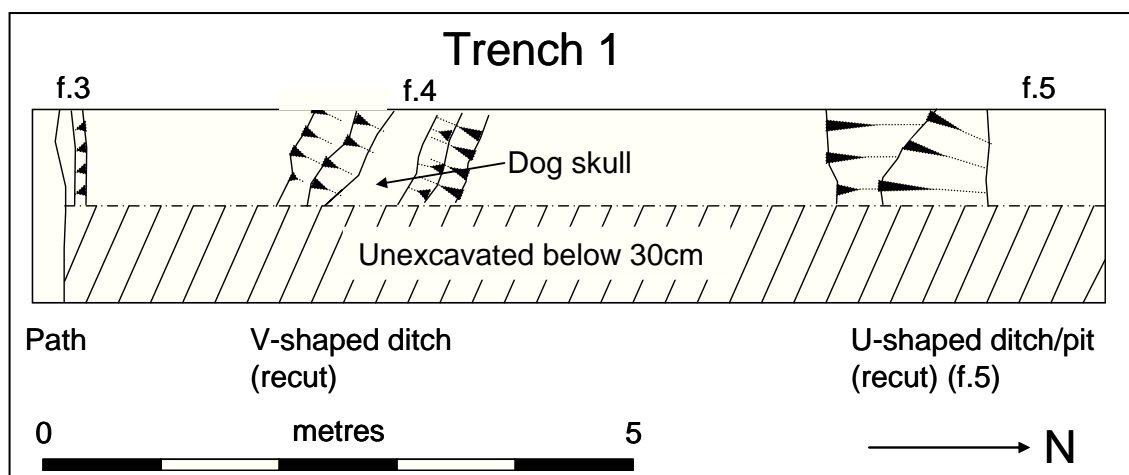 Trench 1
f.3
f.4
f.5
Dog skull
Unexcavated below 30cm
Path
V-shaped ditch
(recut)
U-shaped ditch/pit
(recut) (f.5)
0
metres
5
N